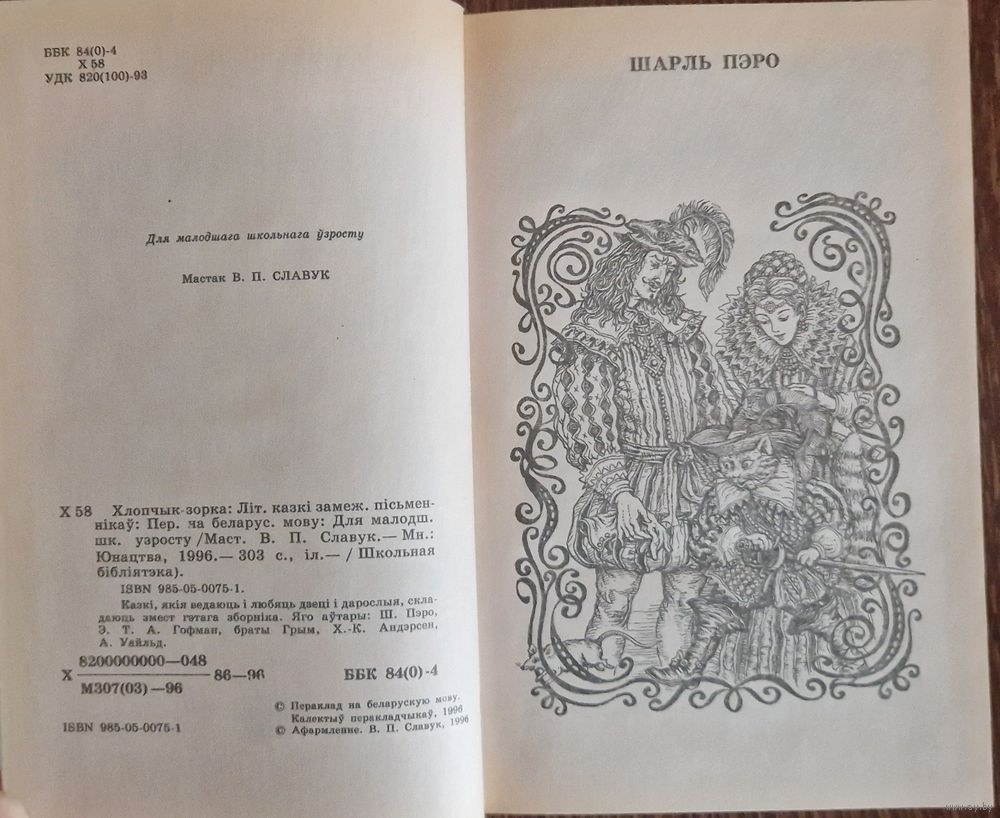 ББК 84(0)-4
Х 58
УДК 820(100)-93
Для малодшага школьнага ўзросту
Мастак В. П. СЛАВУК
Х 58 Хлопчык-зорка: Літ. казкі замеж. пісьмен-
нікаў: Пер. на беларус. мову: Для малодш.
шк. узросту /Маст. В. П. Славук.— Мн.:
Юнацтва, 1996.— 303 с., іл.— / Школьная
бібліятэка).
ISBN 985-05-0075-1.
Казкі, якія ведаюць і любяць дзеці і дарослыя, скла-
даюць змест гэтага зборніка. Яго аўтары: Ш. Пэро,
Э. Т. А. Гофман, браты Грым, Х.-К. Андэрсен,
А. Уайльд.
8200000000—048
Х 86—96 ББК 84(0)-4
М307(03)—96
© Пераклад на беларускую мову.
Калектыў перакладчыкаў, 1996
ISBN 985-05-0075-1 © Афармленне. В. П. Славук, 1996
ШАРЛЬ ПЭРО